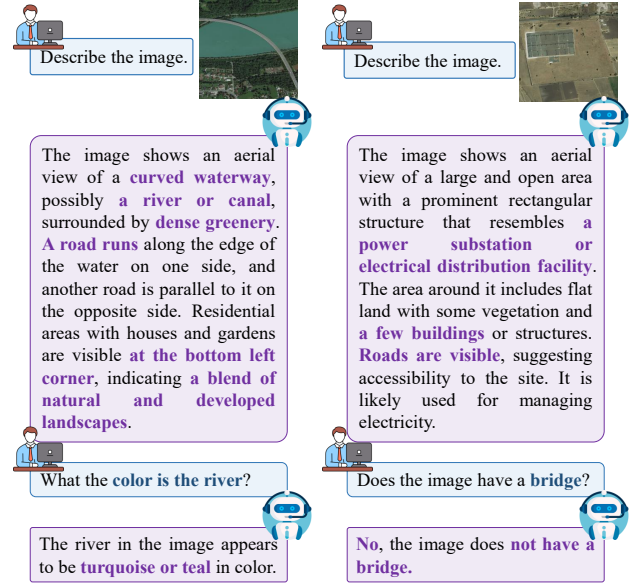 Describe the image.
The image shows an aerial
view of a curved waterway,
possibly a river or canal,
surrounded by dense greenery.
A road runs along the edge of
the water on one side, and
another road is parallel to it on
the opposite side. Residential
areas with houses and gardens
are visible at the bottom left
corner, indicating a blend of
natural and developed
landscapes.
What the color is the river?
The river in the image appears
to be turquoise or teal in color.
Describe the image.
The image shows an aerial
view of a large and open area
with a prominent rectangular
structure that resembles a
power substation or
electrical distribution facility.
The area around it includes flat
land with some vegetation and
a few buildings or structures.
Roads are visible, suggesting
accessibility to the site. It is
likely used for managing
electricity.
Does the image have a bridge?
No, the image does not have a
bridge.